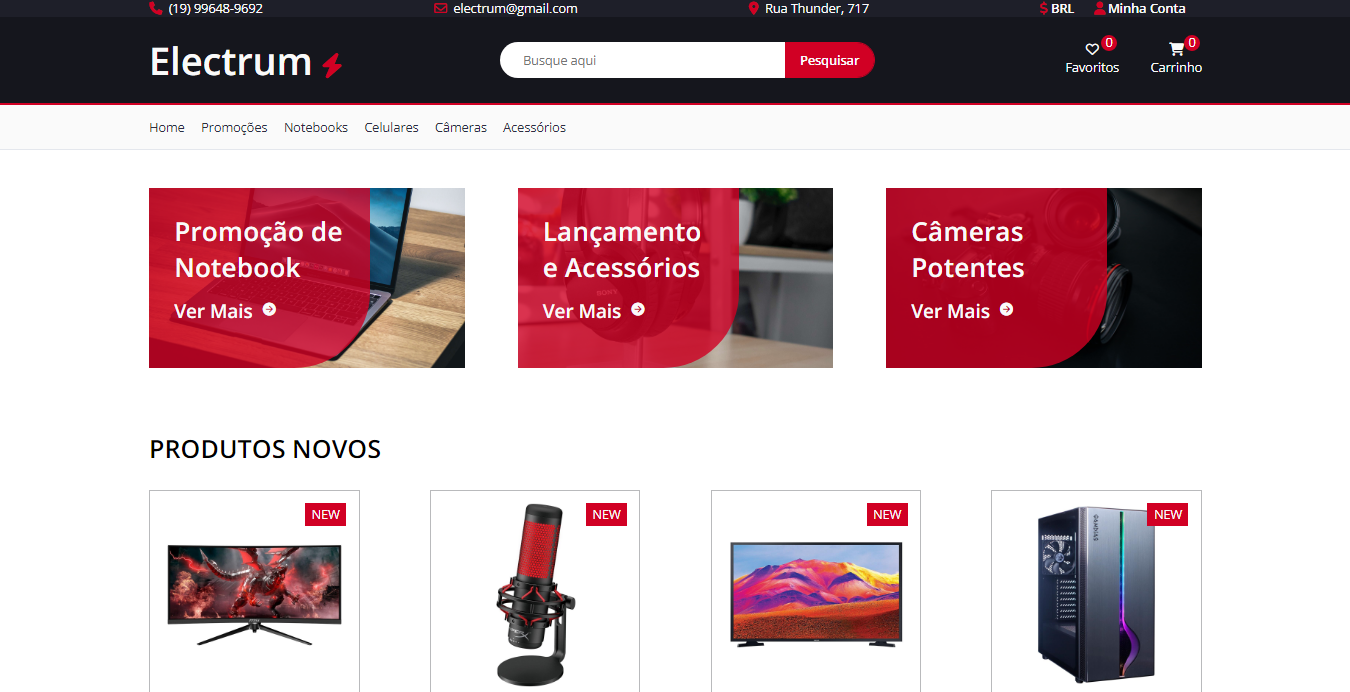 (19) 99648-9692
electrum@gmail.com
Rua Thunder, 717
BRL
Minha Conta
Electrum
Busque aqui
Pesquisar
0
Favoritos
0
Carrinho
Home
Promoções
Notebooks
Celulares
Câmeras
Acessórios
Promoção de
Notebook
Ver Mais
Lançamento
e Acessórios
Ver Mais
SONY
Câmeras
Potentes
Ver Mais
PRODUTOS NOVOS
NEW
NEW
NEW
NEW
GAMDIAS